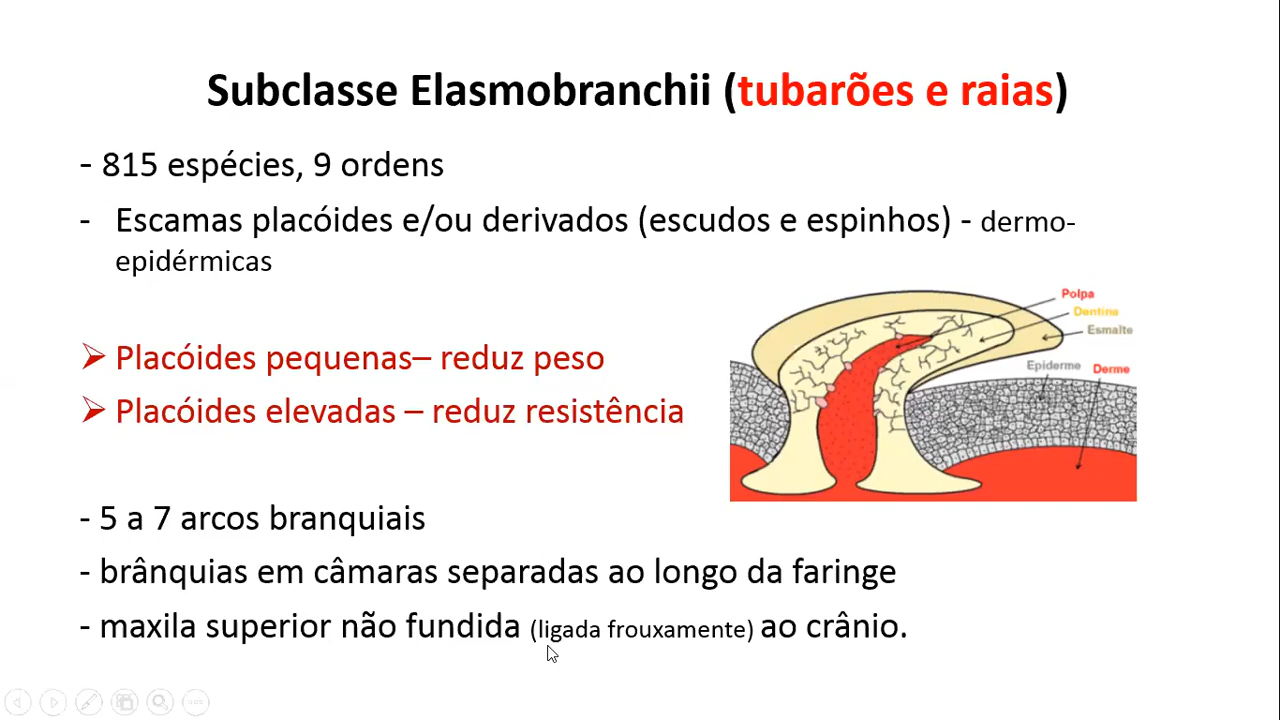 Subclasse Elasmobranchii (tubarões e raias)
- 815 espécies, 9 ordens
- Escamas placóides e/ou derivados (escudos e espinhos) - dermo-
epidérmicas
Polpa
Dentina
Esmalte
Epiderme
Derme
➢ Placóides pequenas– reduz peso
➢ Placóides elevadas – reduz resistência
- 5 a 7 arcos branquiais
- brânquias em câmaras separadas ao longo da faringe
- maxila superior não fundida (ligada frouxamente) ao crânio.